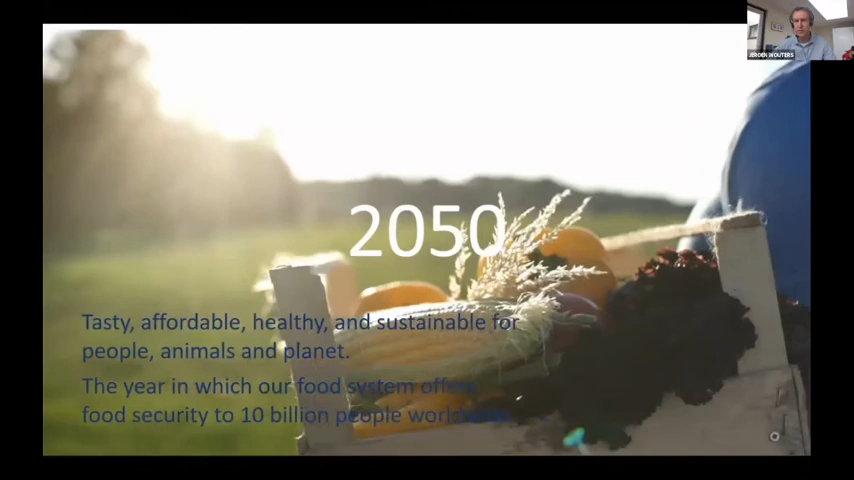 JEROEN WOUTERS
2050
Tasty, affordable, healthy, and sustainable for
people, animals and planet.
The year in which our food system offers
food security to 10 billion people worldwide.